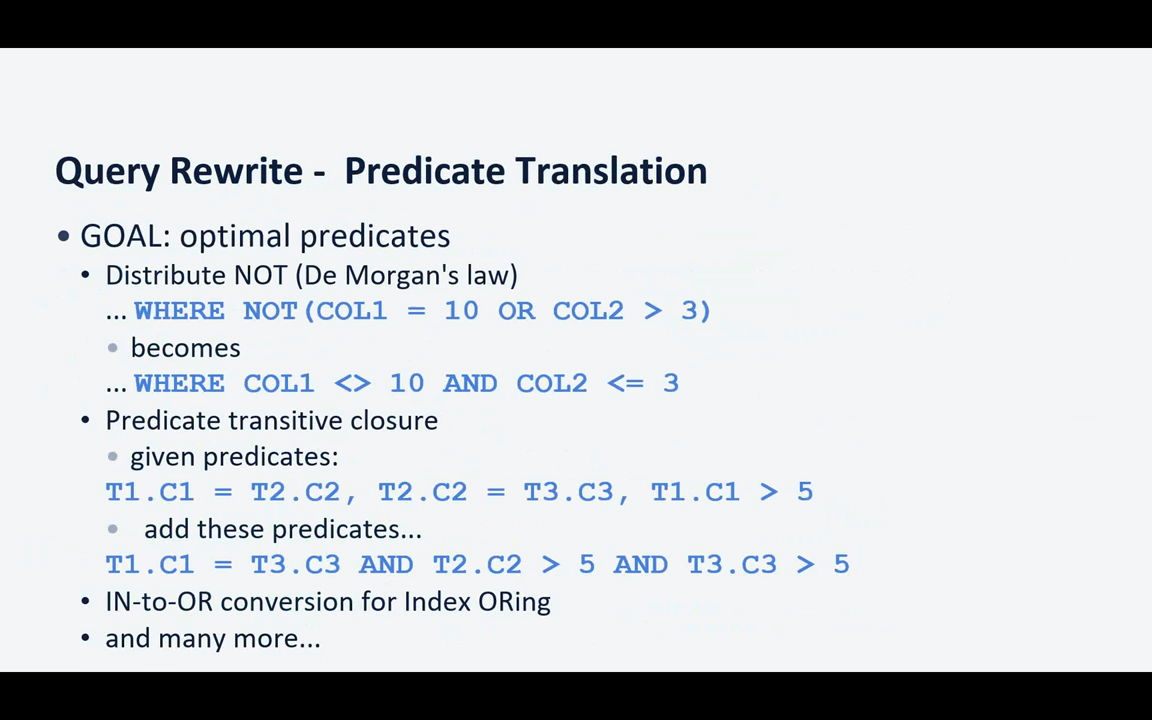 Query Rewrite - Predicate Translation
• GOAL: optimal predicates
• Distribute NOT (De Morgan's law)
... WHERE NOT(COL1 = 10 OR COL2 > 3)
• becomes
... WHERE COL1 <> 10 AND COL2 <= 3
• Predicate transitive closure
• given predicates:
T1.C1 = T2.C2, T2.C2 = T3.C3, T1.C1 > 5
• add these predicates...
T1.C1 = T3.C3 AND T2.C2 > 5 AND T3.C3 > 5
• IN-to-OR conversion for Index ORing
• and many more...